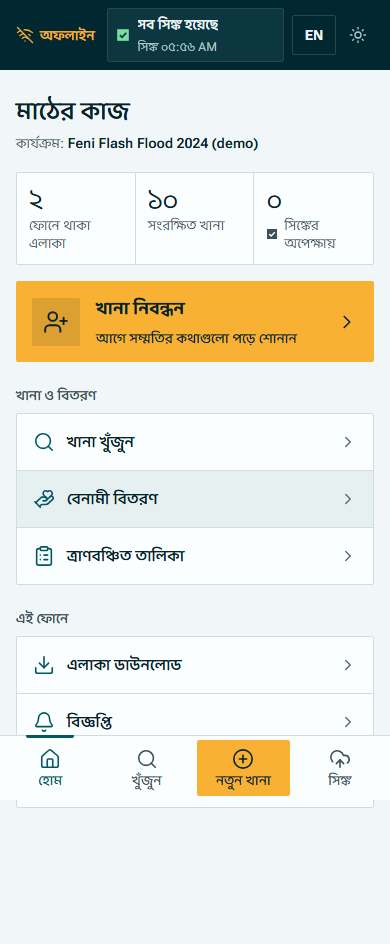 অফলাইন
সব সিঙ্ক হয়েছে
সিঙ্ক ০৫:৫৬ AM
EN
মাঠের কাজ
কার্যক্রম: Feni Flash Flood 2024 (demo)
২
ফোনে থাকা
এলাকা
১০
সংরক্ষিত খানা
০
সিঙ্কের
অপেক্ষায়
খানা নিবন্ধন
আগে সম্মতির কথাগুলো পড়ে শোনান
খানা ও বিতরণ
খানা খুঁজুন
বেনামী বিতরণ
ত্রাণবঞ্চিত তালিকা
এই ফোনে
এলাকা ডাউনলোড
বিজ্ঞপ্তি
হোম
খুঁজুন
নতুন খানা
সিঙ্ক